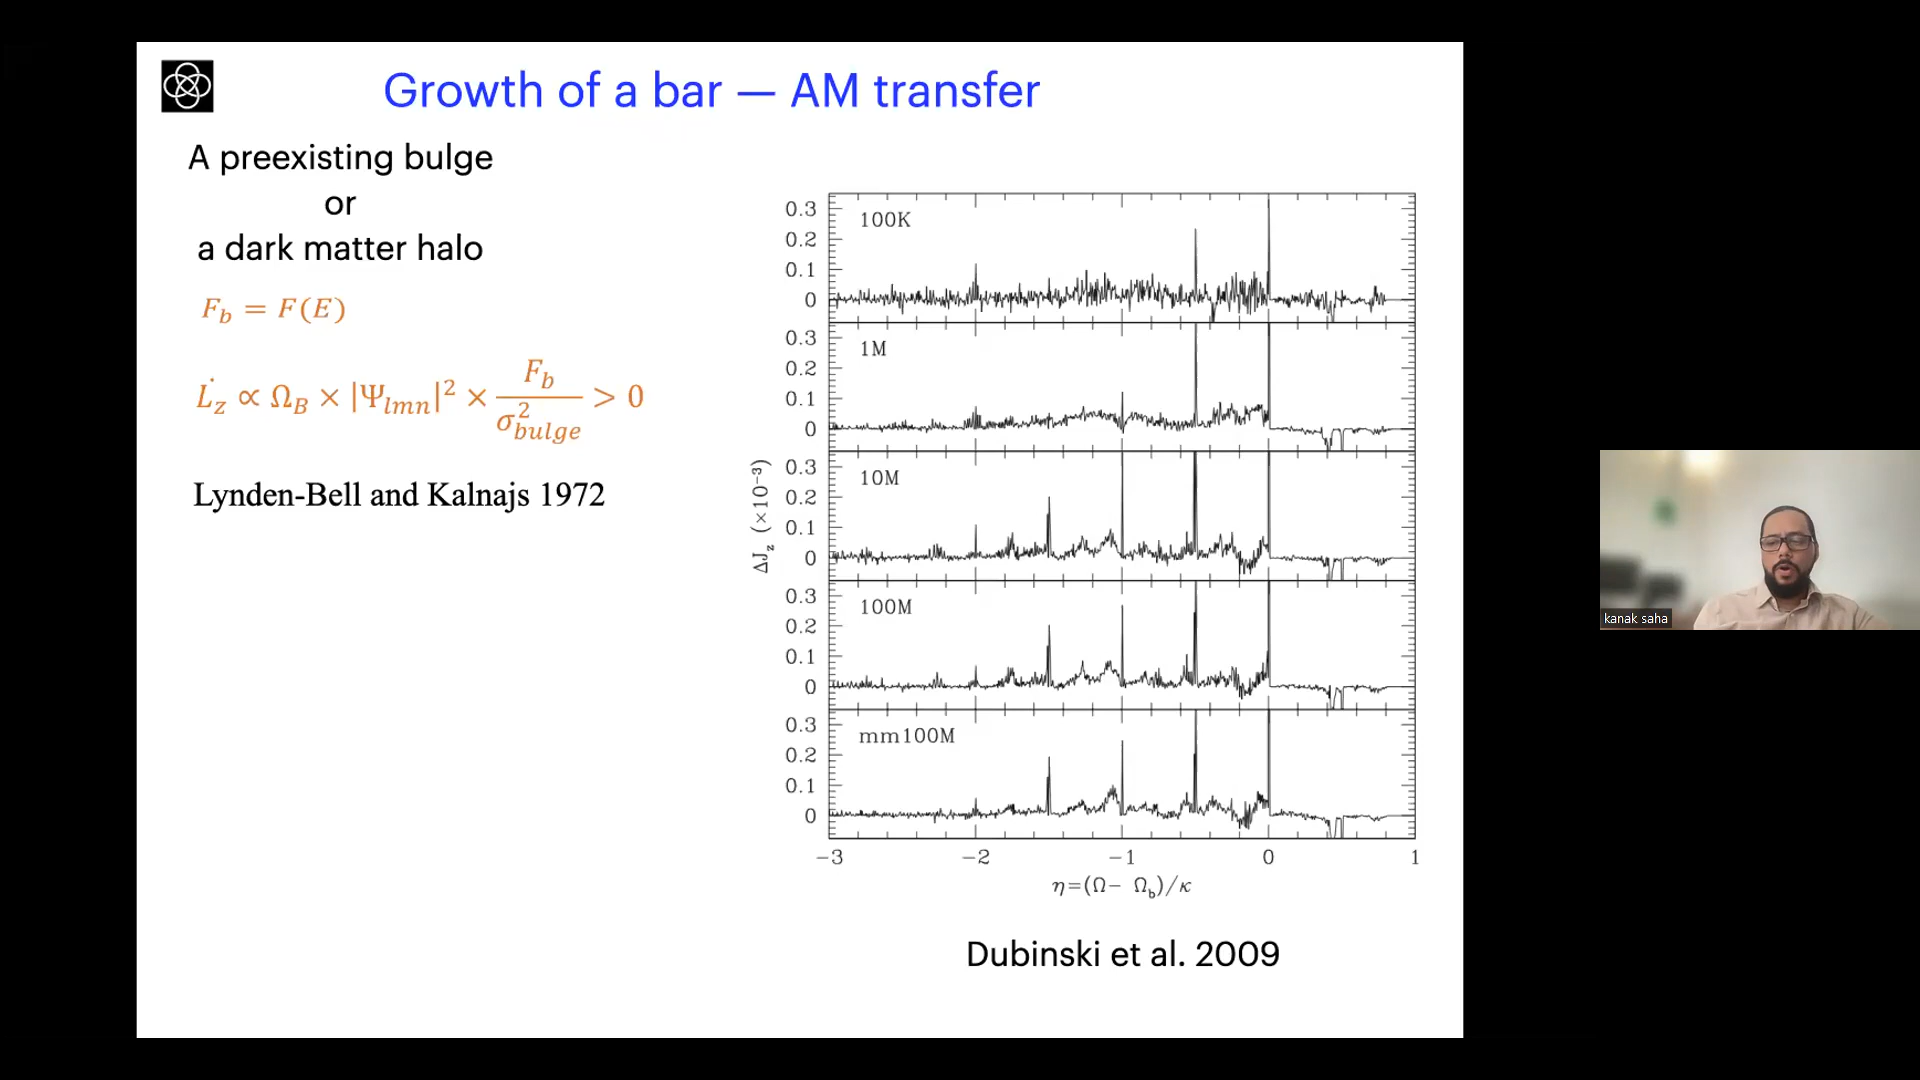 Growth of a bar — AM transfer
A preexisting bulge
or
a dark matter halo
F_b = F(E)
L̇_z ∝ Ω_B × |Ψ_lmn|² × F_b / σ²_bulge > 0
Lynden-Bell and Kalnajs 1972
ΔJ_z (×10⁻³)
0.3
100K
0.2
0.1
0
0.3
1M
0.2
0.1
0
0.3
10M
0.2
0.1
0
0.3
100M
0.2
0.1
0
0.3
mm100M
0.2
0.1
0
−3 −2 −1 0 1
η=(Ω− Ω_b)/κ
Dubinski et al. 2009
kanak saha